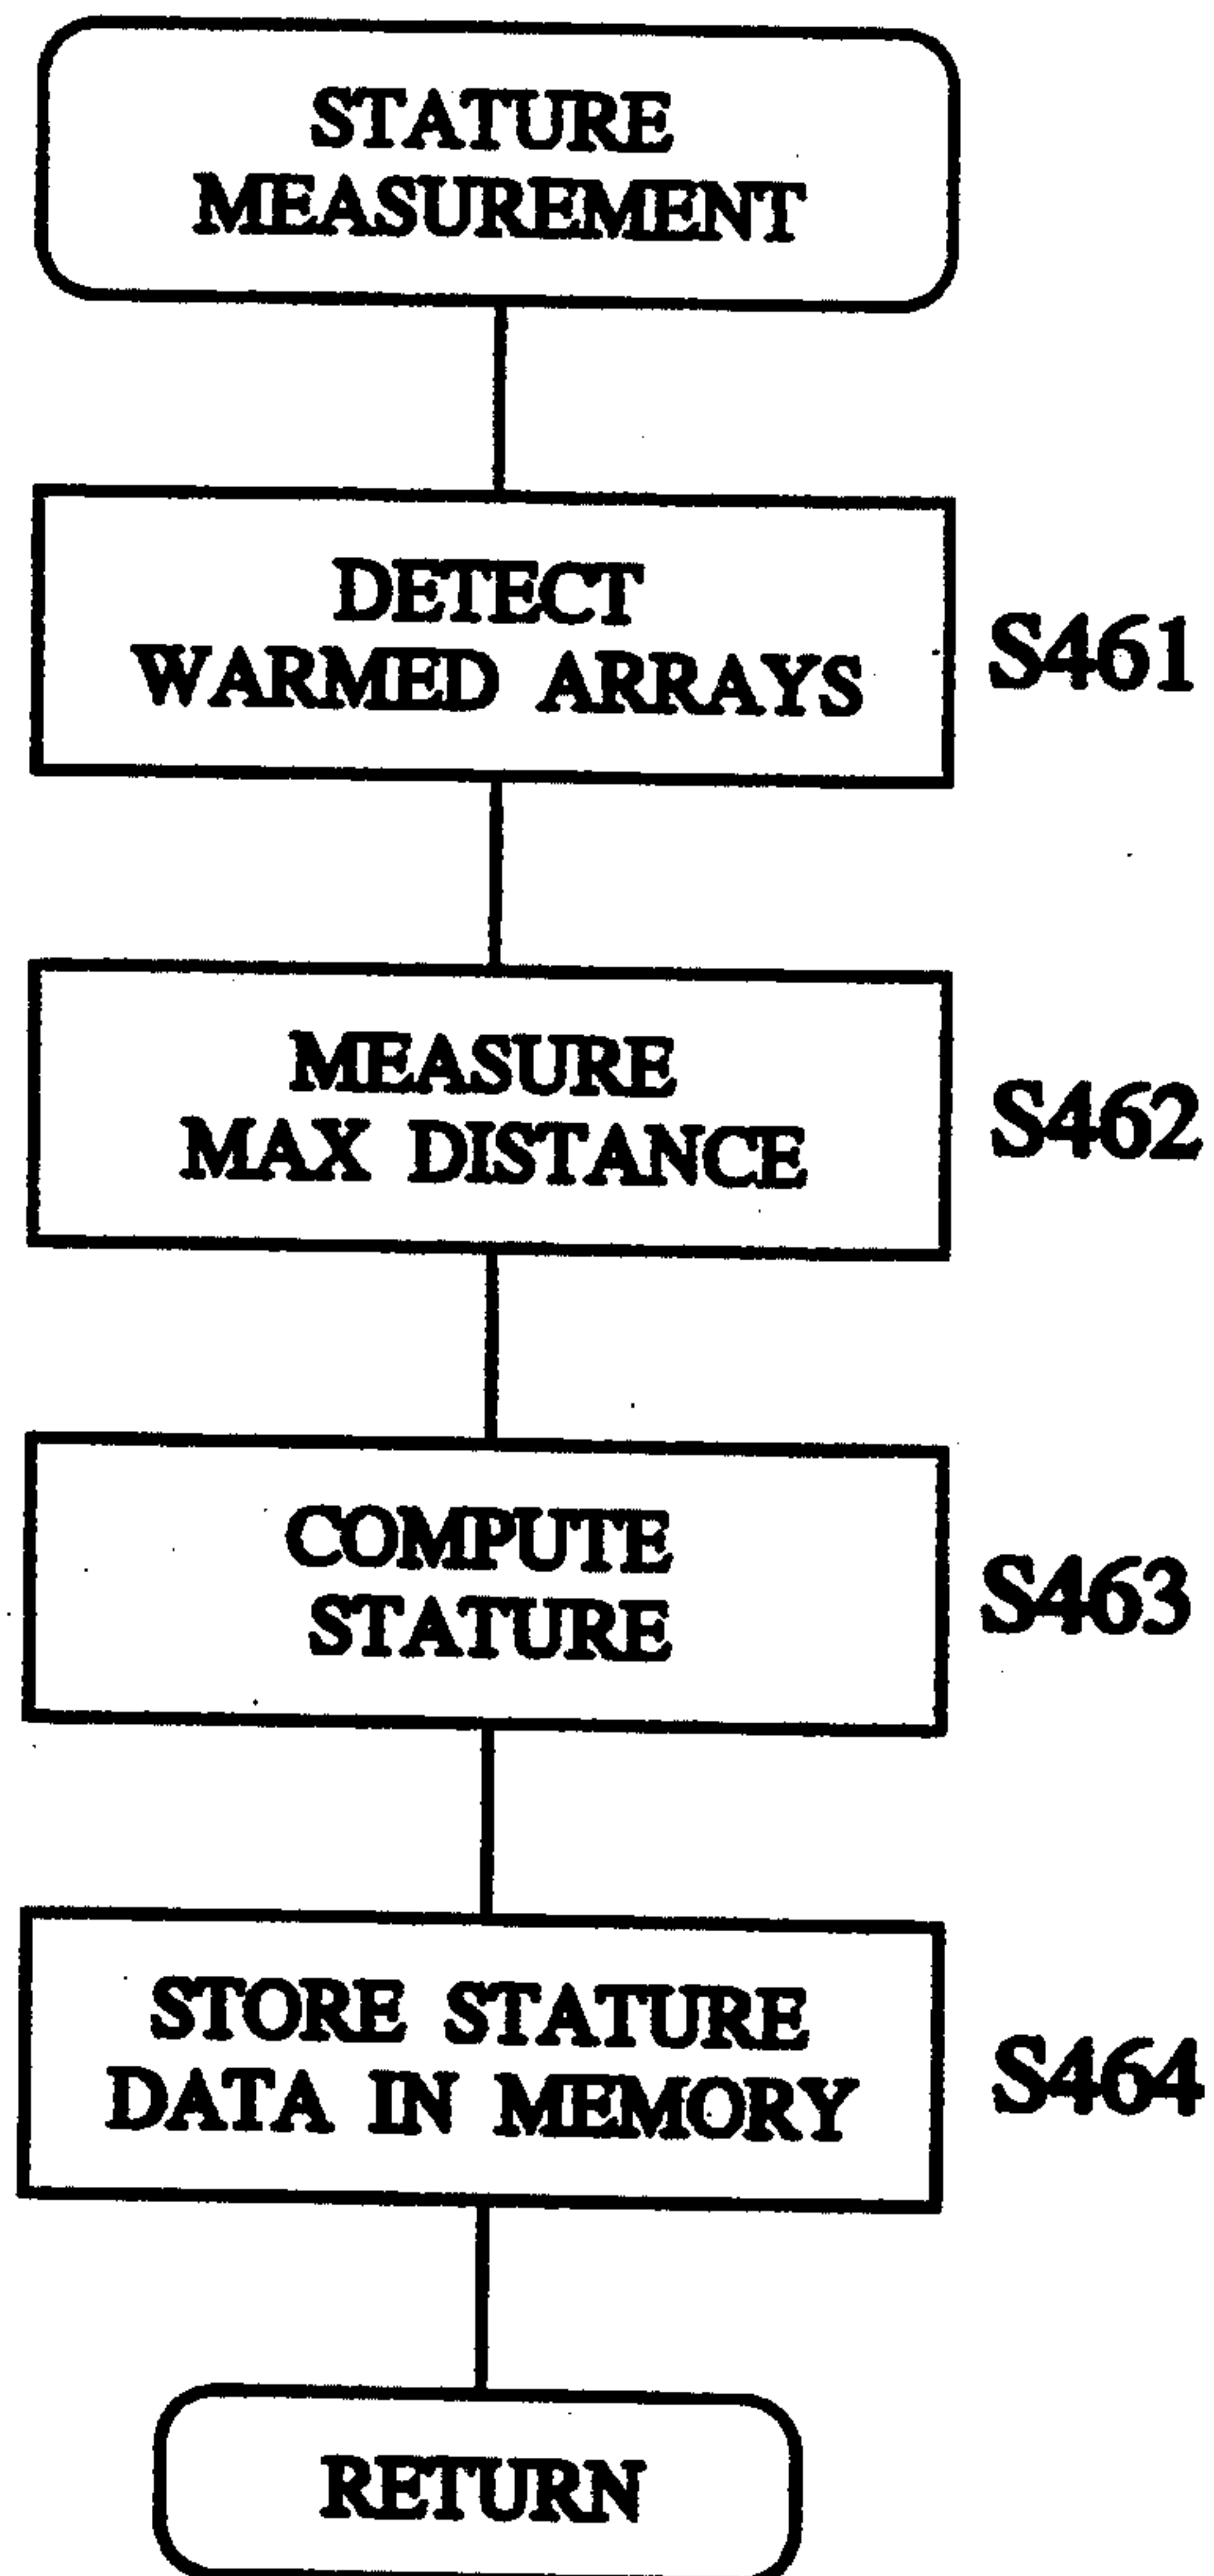 STATURE
MEASUREMENT
DETECT
WARMED ARRAYS
S461
MEASURE
MAX DISTANCE
S462
COMPUTE
STATURE
S463
STORE STATURE
DATA IN MEMORY
S464
RETURN